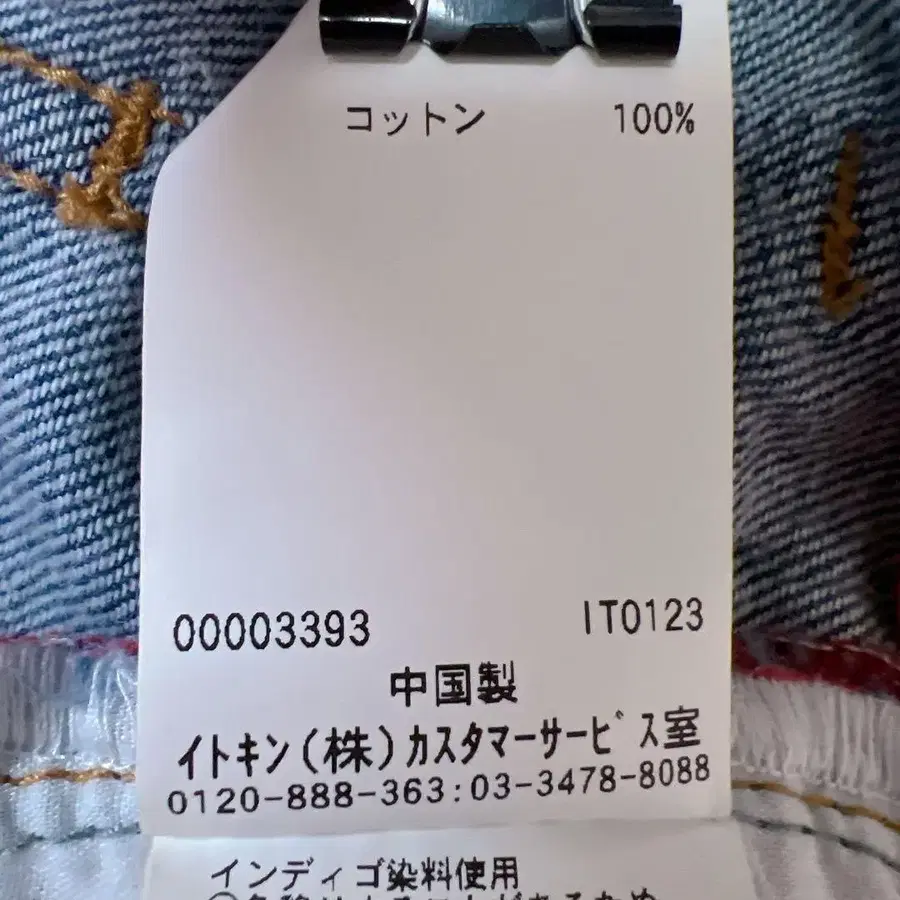 コットン 100%
00003393 IT0123
中国製
イトキン(株)カスタマーサービス室
0120-888-363:03-3478-8088
インディゴ染料使用